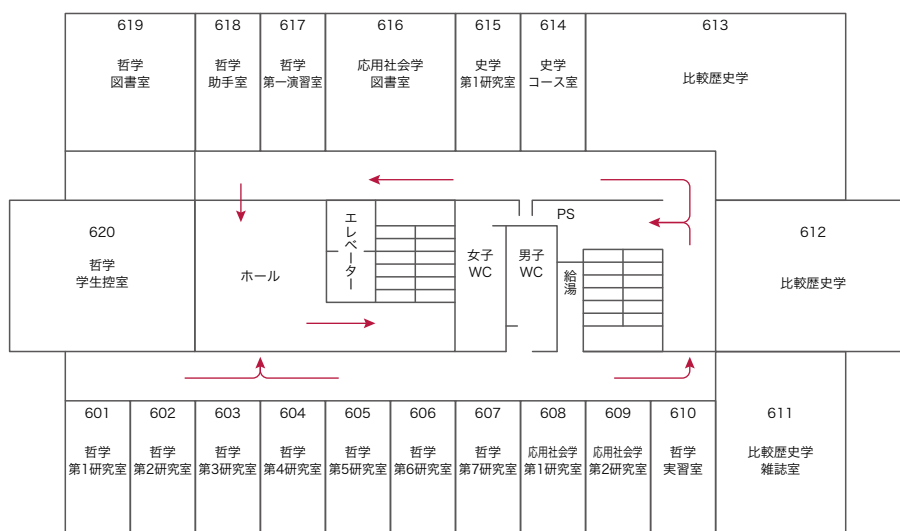 619
哲学
図書室
618
哲学
助手室
617
哲学
第一演習室
616
応用社会学
図書室
615
史学
第1研究室
614
史学
コース室
613
比較歴史学
620
哲学
学生控室
ホール
エレベーター
女子
WC
男子
WC
PS
給湯
612
比較歴史学
601
哲学
第1研究室
602
哲学
第2研究室
603
哲学
第3研究室
604
哲学
第4研究室
605
哲学
第5研究室
606
哲学
第6研究室
607
哲学
第7研究室
608
応用社会学
第1研究室
609
応用社会学
第2研究室
610
哲学
実習室
611
比較歴史学
雑誌室